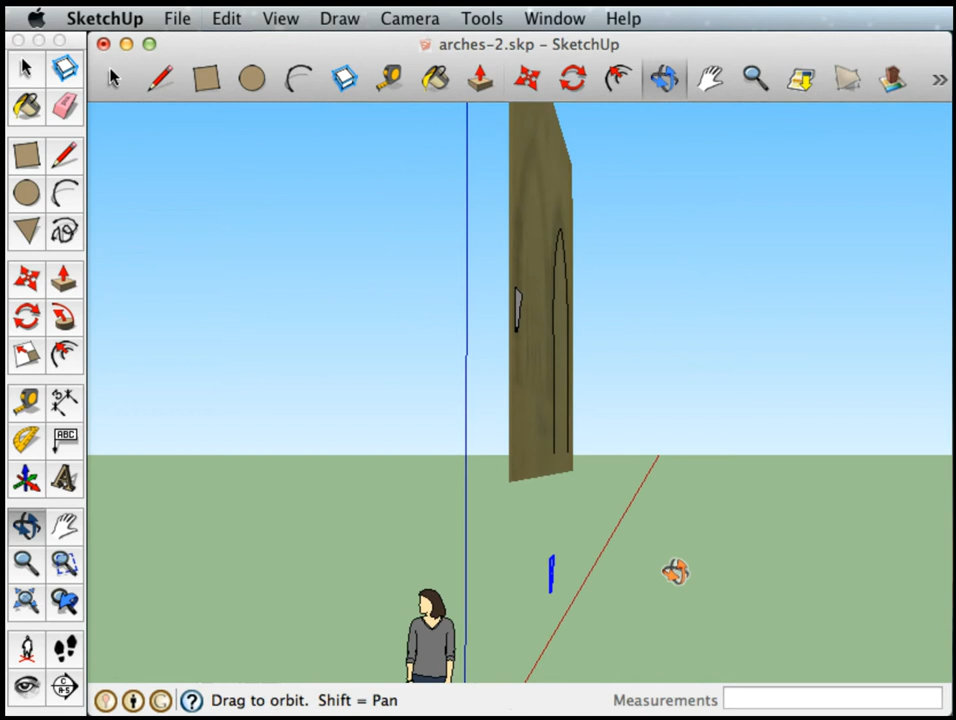 SketchUp File Edit View Draw Camera Tools Window Help
arches-2.skp – SketchUp
»
ABC
A
Drag to orbit. Shift = Pan Measurements